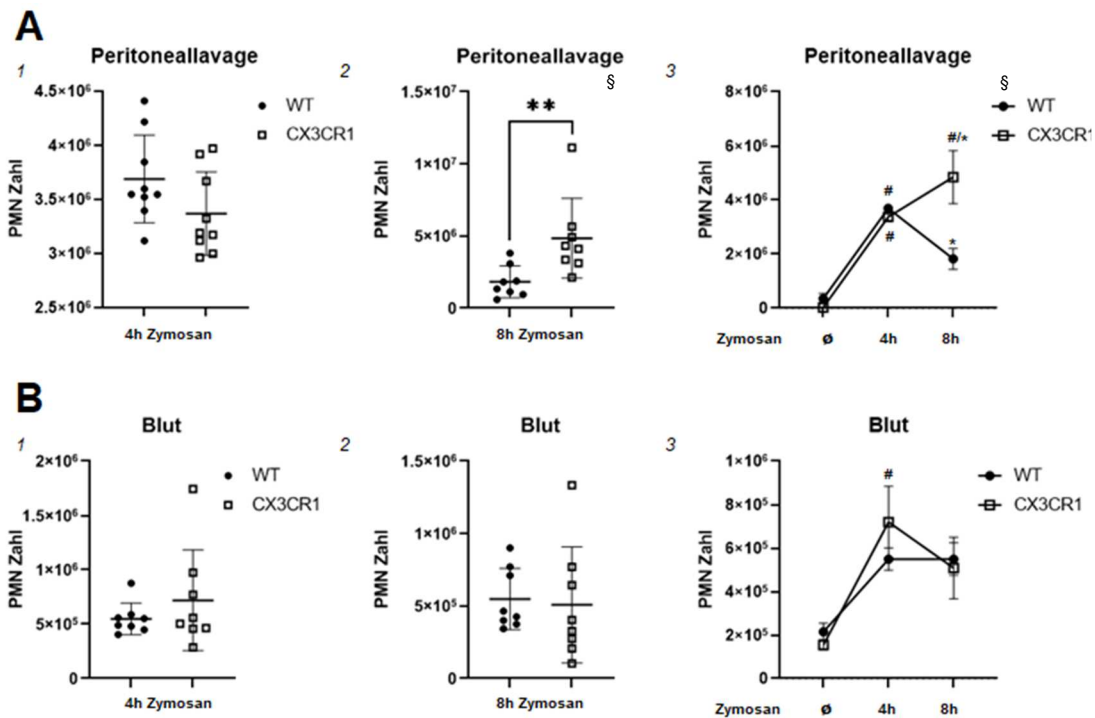 A
Peritoneallavage
1
PMN Zahl
4.5×10⁶
4×10⁶
3.5×10⁶
3×10⁶
2.5×10⁶
WT
CX3CR1
4h Zymosan
Peritoneallavage
2
§
PMN Zahl
1.5×10⁷
1×10⁷
5×10⁶
0
**
8h Zymosan
Peritoneallavage
3
§
PMN Zahl
8×10⁶
6×10⁶
4×10⁶
2×10⁶
0
WT
CX3CR1
#/*
#
#
*
Zymosan ø 4h 8h
B
Blut
1
PMN Zahl
2×10⁶
1.5×10⁶
1×10⁶
5×10⁵
0
WT
CX3CR1
4h Zymosan
Blut
2
PMN Zahl
1.5×10⁶
1×10⁶
5×10⁵
0
8h Zymosan
Blut
3
PMN Zahl
1×10⁶
8×10⁵
6×10⁵
4×10⁵
2×10⁵
0
WT
CX3CR1
#
Zymosan ø 4h 8h